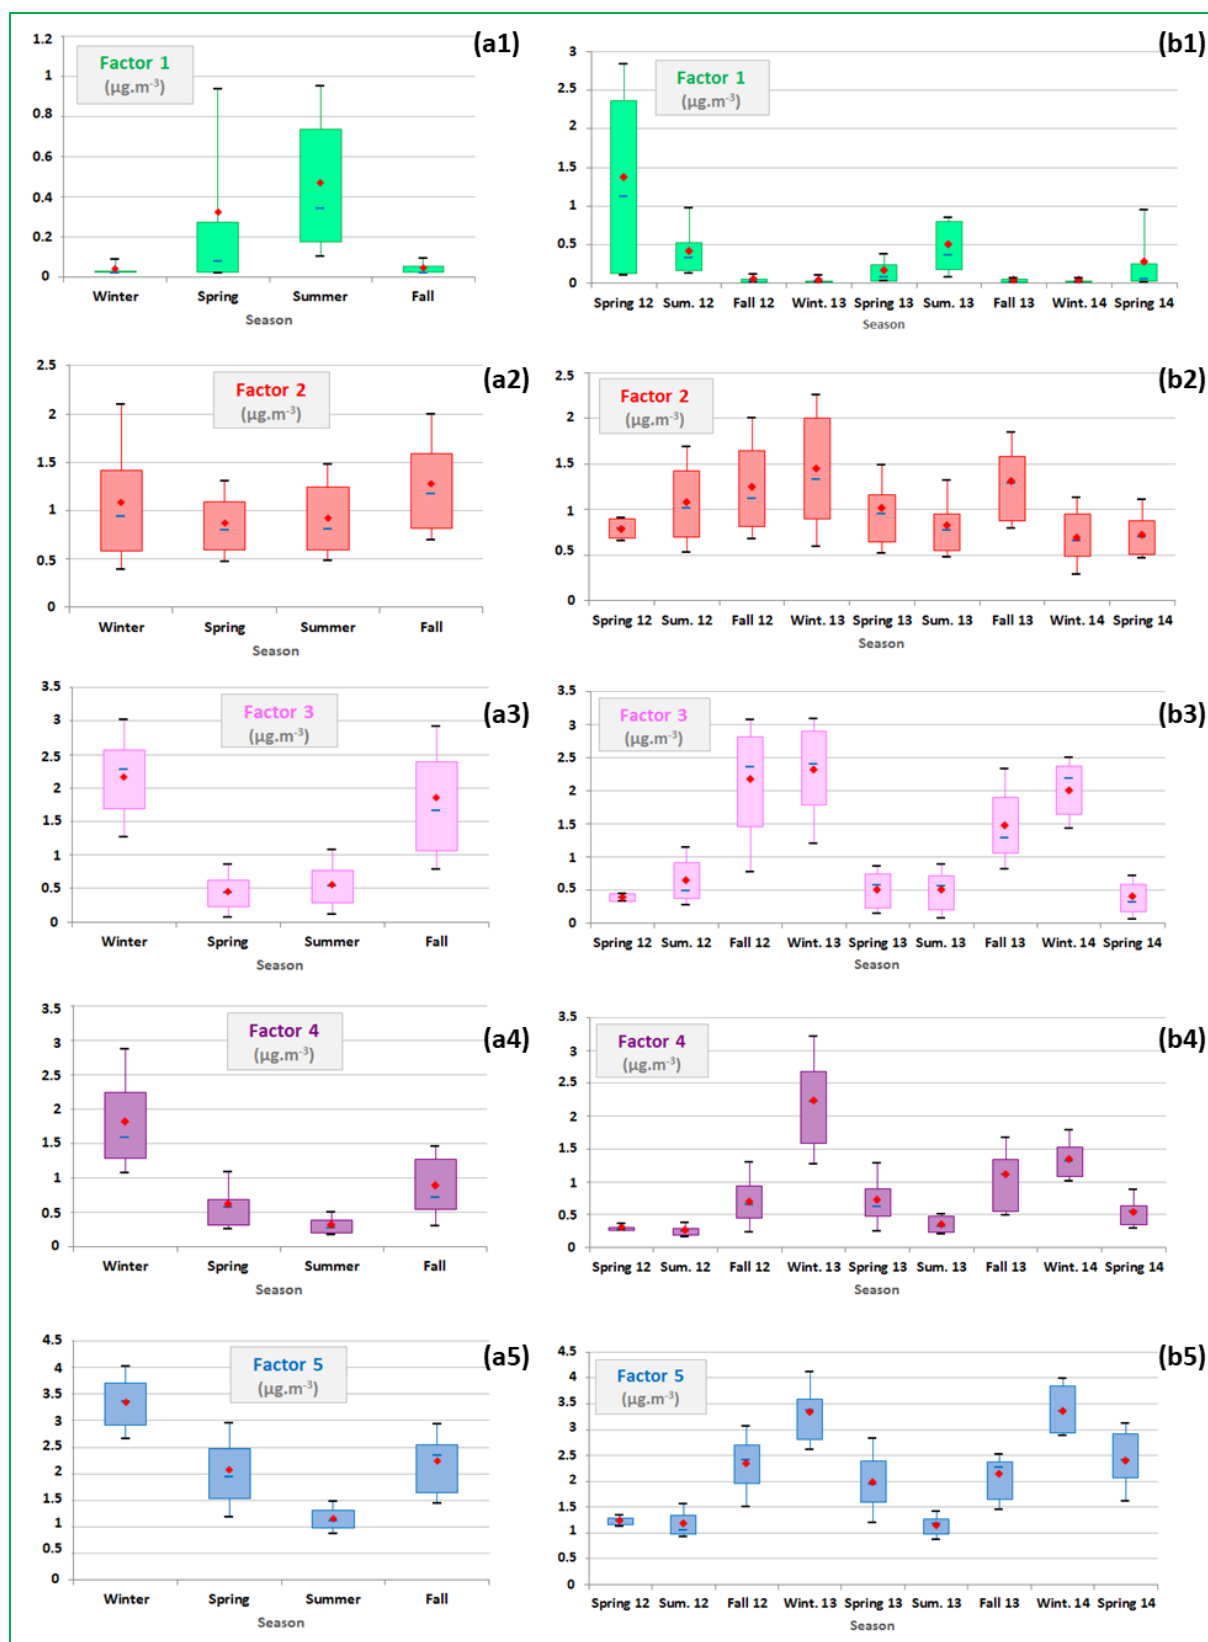 (a1)
Factor 1
(µg.m-3)
1.2
1
0.8
0.6
0.4
0.2
0
Winter Spring Summer Fall
Season
(b1)
Factor 1
(µg.m-3)
3
2.5
2
1.5
1
0.5
0
Spring 12 Sum. 12 Fall 12 Wint. 13 Spring 13 Sum. 13 Fall 13 Wint. 14 Spring 14
Season
(a2)
Factor 2
(µg.m-3)
2.5
2
1.5
1
0.5
0
Winter Spring Summer Fall
Season
(b2)
Factor 2
(µg.m-3)
2.5
2
1.5
1
0.5
0
Spring 12 Sum. 12 Fall 12 Wint. 13 Spring 13 Sum. 13 Fall 13 Wint. 14 Spring 14
Season
(a3)
Factor 3
(µg.m-3)
3.5
3
2.5
2
1.5
1
0.5
0
Winter Spring Summer Fall
Season
(b3)
Factor 3
(µg.m-3)
3.5
3
2.5
2
1.5
1
0.5
0
Spring 12 Sum. 12 Fall 12 Wint. 13 Spring 13 Sum. 13 Fall 13 Wint. 14 Spring 14
Season
(a4)
Factor 4
(µg.m-3)
3.5
3
2.5
2
1.5
1
0.5
0
Winter Spring Summer Fall
Season
(b4)
Factor 4
(µg.m-3)
3.5
3
2.5
2
1.5
1
0.5
0
Spring 12 Sum. 12 Fall 12 Wint. 13 Spring 13 Sum. 13 Fall 13 Wint. 14 Spring 14
Season
(a5)
Factor 5
(µg.m-3)
4.5
4
3.5
3
2.5
2
1.5
1
0.5
0
Winter Spring Summer Fall
Season
(b5)
Factor 5
(µg.m-3)
4.5
4
3.5
3
2.5
2
1.5
1
0.5
0
Spring 12 Sum. 12 Fall 12 Wint. 13 Spring 13 Sum. 13 Fall 13 Wint. 14 Spring 14
Season